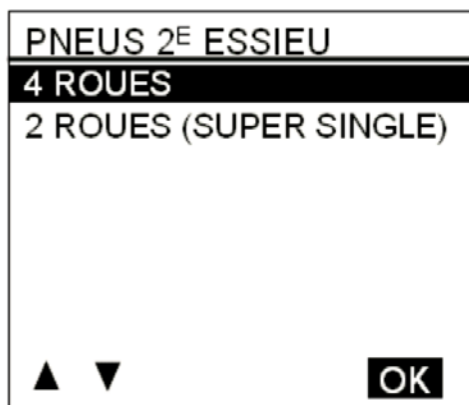 PNEUS 2E ESSIEU
4 ROUES
2 ROUES (SUPER SINGLE)
▲ ▼ OK